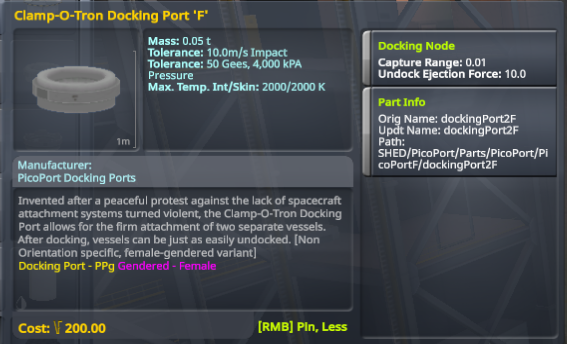 Clamp-O-Tron Docking Port 'F'
Mass: 0.05 t
Tolerance: 10.0m/s Impact
Tolerance: 50 Gees, 4,000 kPA
Pressure
Max. Temp. Int/Skin: 2000/2000 K
1m
Manufacturer:
PicoPort Docking Ports
Invented after a peaceful protest against the lack of spacecraft
attachment systems turned violent, the Clamp-O-Tron Docking
Port allows for the firm attachment of two separate vessels.
After docking, vessels can be just as easily undocked. [Non
Orientation specific, female-gendered variant]
Docking Port - PPg Gendered - Female
Cost: 200.00
[RMB] Pin, Less
Docking Node
Capture Range: 0.01
Undock Ejection Force: 10.0
Part Info
Orig Name: dockingPort2F
Updt Name: dockingPort2F
Path:
SHED/PicoPort/Parts/PicoPort/Pi
coPortF/dockingPort2F